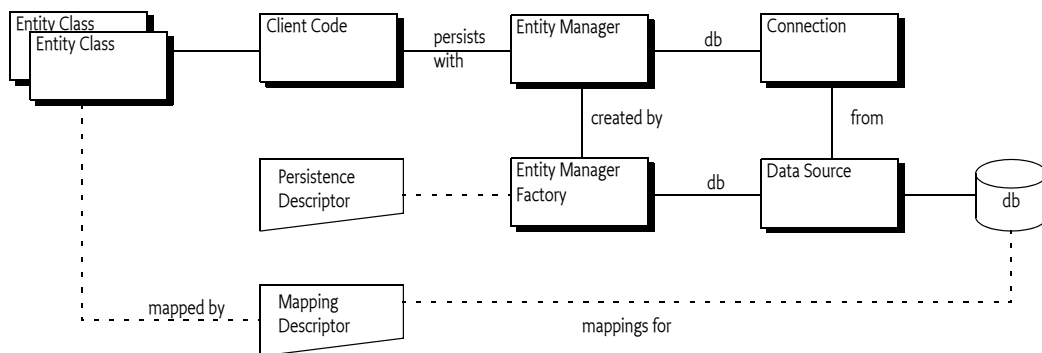 Entity Class
Entity Class
Client Code
persists
with
Entity Manager
db
Connection
created by
from
Persistence
Descriptor
Entity Manager
Factory
db
Data Source
db
mapped by
Mapping
Descriptor
mappings for